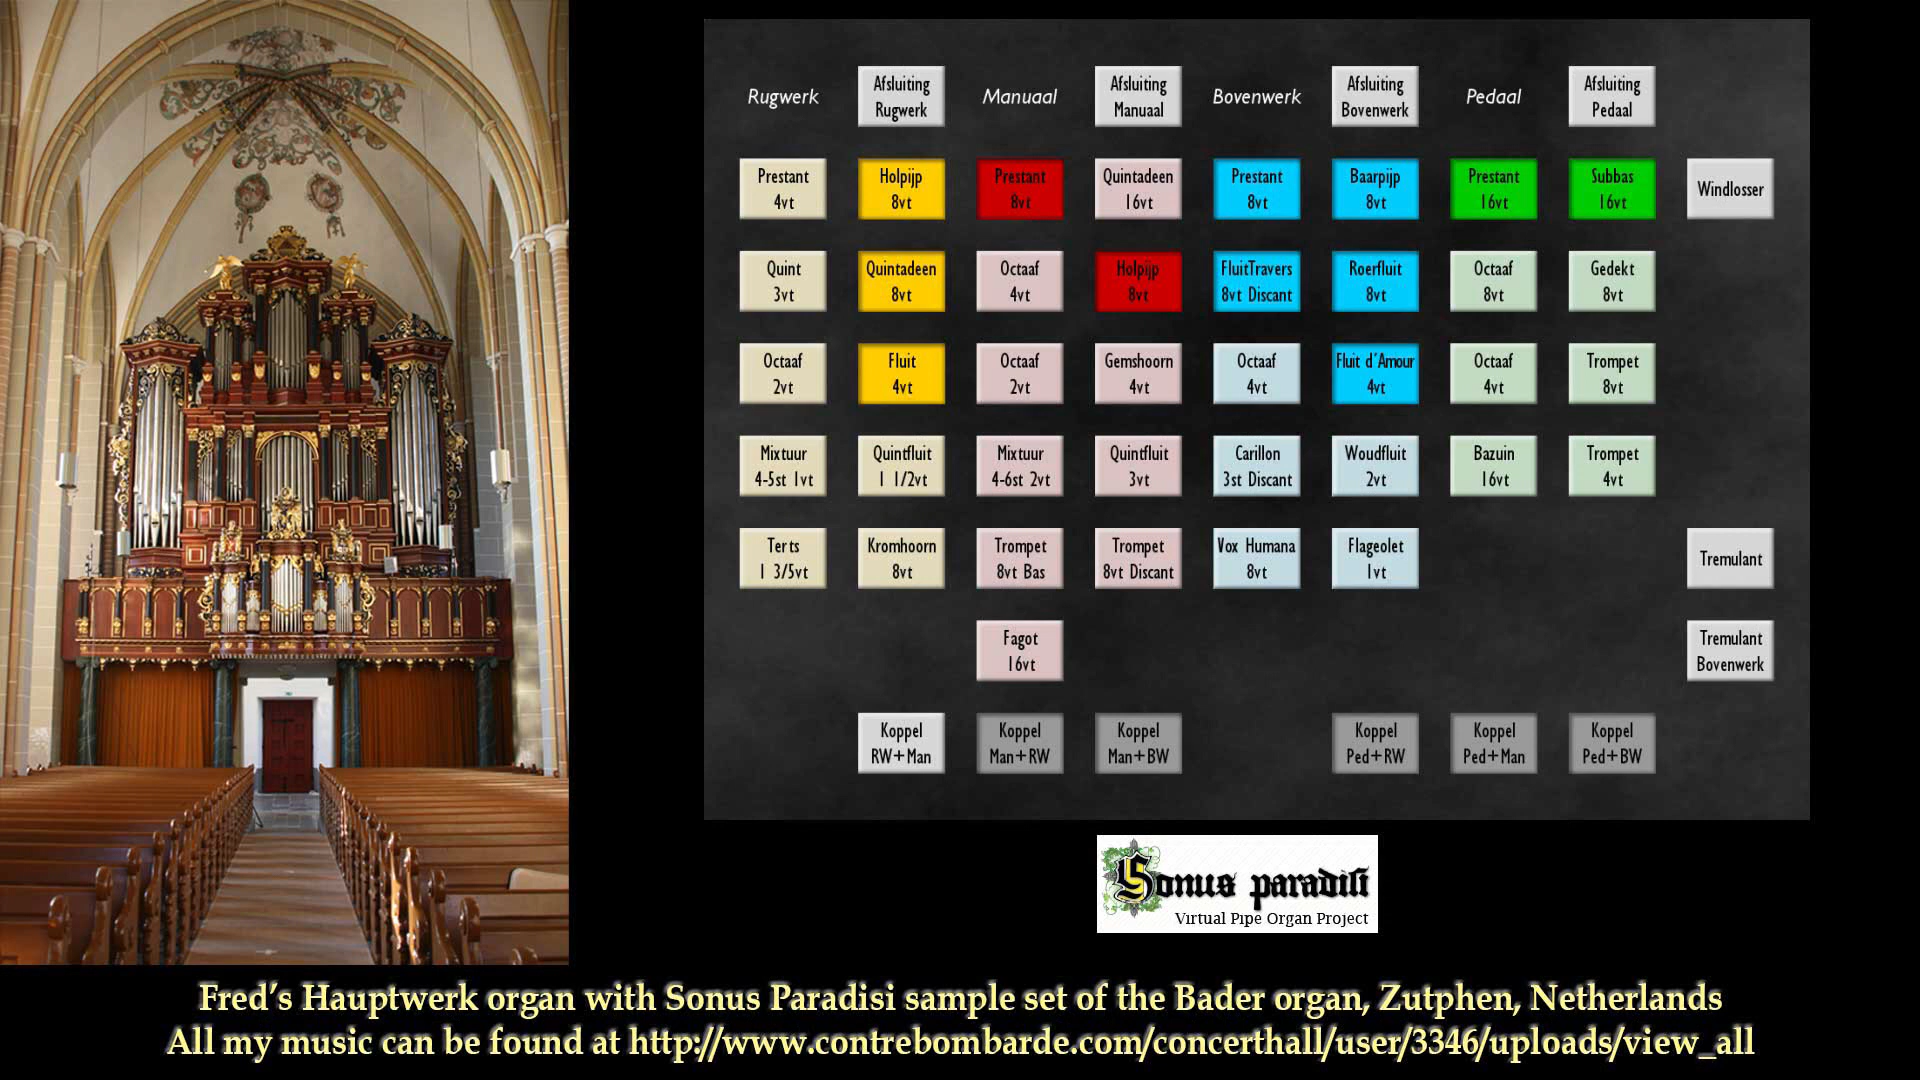 Rugwerk
Afsluiting
Rugwerk
Manuaal
Afsluiting
Manuaal
Bovenwerk
Afsluiting
Bovenwerk
Pedaal
Afsluiting
Pedaal
Prestant
4vt
Holpijp
8vt
Prestant
8vt
Quintadeen
16vt
Prestant
8vt
Baarpijp
8vt
Prestant
16vt
Subbas
16vt
Windlosser
Quint
3vt
Quintadeen
8vt
Octaaf
4vt
Holpijp
8vt
FluitTravers
8vt Discant
Roerfluit
8vt
Octaaf
8vt
Gedekt
8vt
Octaaf
2vt
Fluit
4vt
Octaaf
2vt
Gemshoorn
4vt
Octaaf
4vt
Fluit d'Amour
4vt
Octaaf
4vt
Trompet
8vt
Mixtuur
4-5st 1vt
Quintfluit
1 1/2vt
Mixtuur
4-6st 2vt
Quintfluit
3vt
Carillon
3st Discant
Woudfluit
2vt
Bazuin
16vt
Trompet
4vt
Terts
1 3/5vt
Kromhoorn
8vt
Trompet
8vt Bas
Trompet
8vt Discant
Vox Humana
8vt
Flageolet
1vt
Tremulant
Fagot
16vt
Tremulant
Bovenwerk
Koppel
RW+Man
Koppel
Man+RW
Koppel
Man+BW
Koppel
Ped+RW
Koppel
Ped+Man
Koppel
Ped+BW
Sonus paradisi
Virtual Pipe Organ Project
Fred's Hauptwerk organ with Sonus Paradisi sample set of the Bader organ, Zutphen, Netherlands
All my music can be found at http://www.contrebombarde.com/concerthall/user/3346/uploads/view_all